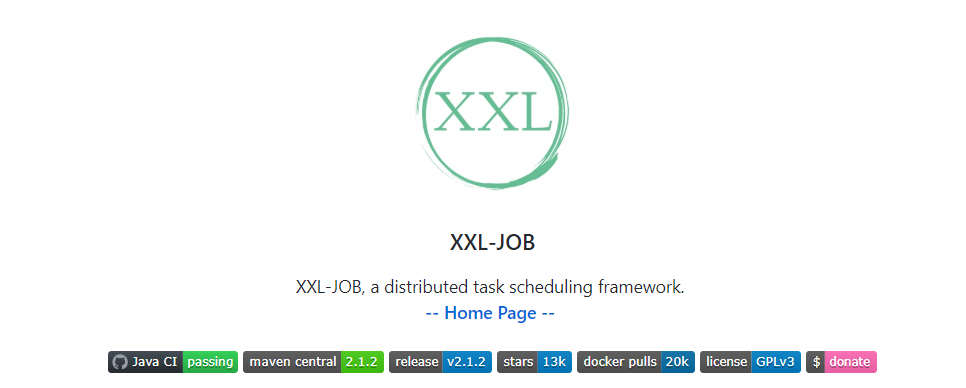 XXL
XXL-JOB
XXL-JOB, a distributed task scheduling framework.
-- Home Page --
Java CI passing maven central 2.1.2 release v2.1.2 stars 13k docker pulls 20k license GPLv3 $ donate